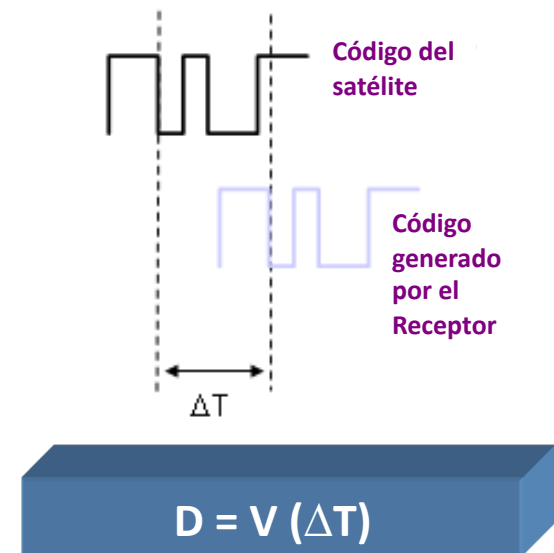 Código del
satélite
Código
generado
por el
Receptor
ΔT
D = V (ΔT)